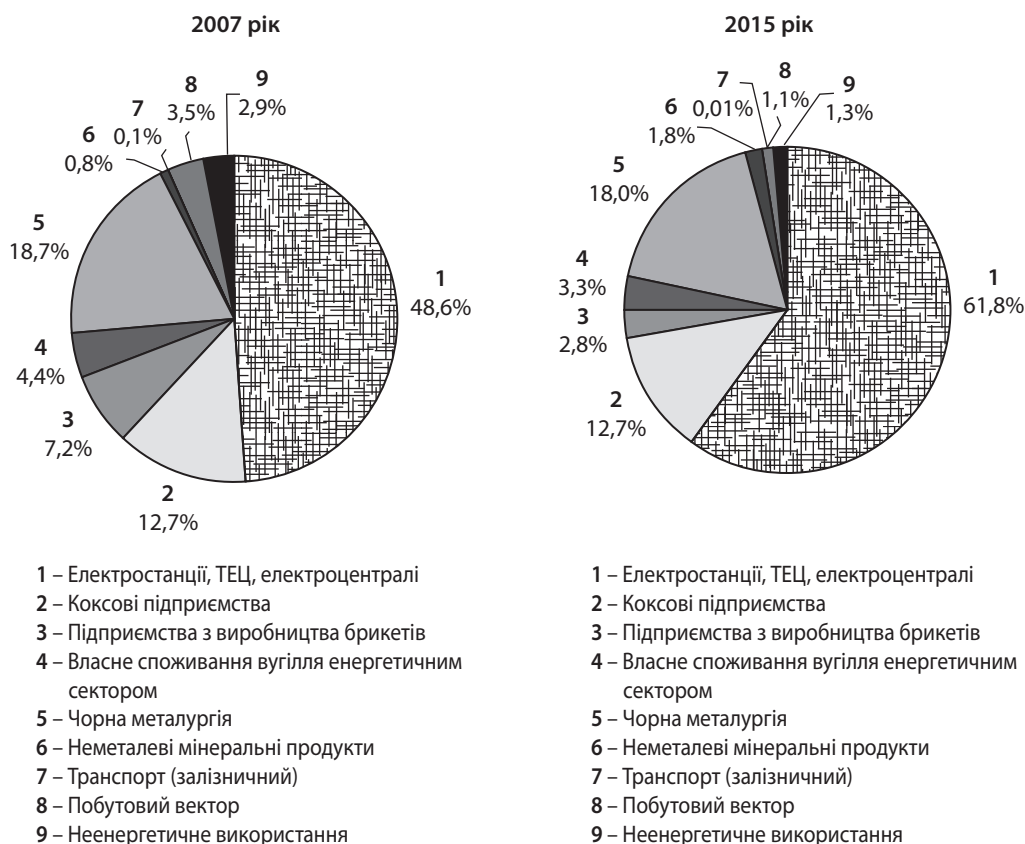 2007 рік
9
2,9%
8
3,5%
7
0,1%
6
0,8%
5
18,7%
4
4,4%
3
7,2%
2
12,7%
1
48,6%
1 – Електростанції, ТЕЦ, електроцентралі
2 – Коксові підприємства
3 – Підприємства з виробництва брикетів
4 – Власне споживання вугілля енергетичним
сектором
5 – Чорна металургія
6 – Неметалеві мінеральні продукти
7 – Транспорт (залізничний)
8 – Побутовий вектор
9 – Неенергетичне використання
2015 рік
8
1,1%
9
1,3%
7
0,01%
6
1,8%
5
18,0%
4
3,3%
3
2,8%
2
12,7%
1
61,8%
1 – Електростанції, ТЕЦ, електроцентралі
2 – Коксові підприємства
3 – Підприємства з виробництва брикетів
4 – Власне споживання вугілля енергетичним
сектором
5 – Чорна металургія
6 – Неметалеві мінеральні продукти
7 – Транспорт (залізничний)
8 – Побутовий вектор
9 – Неенергетичне використання